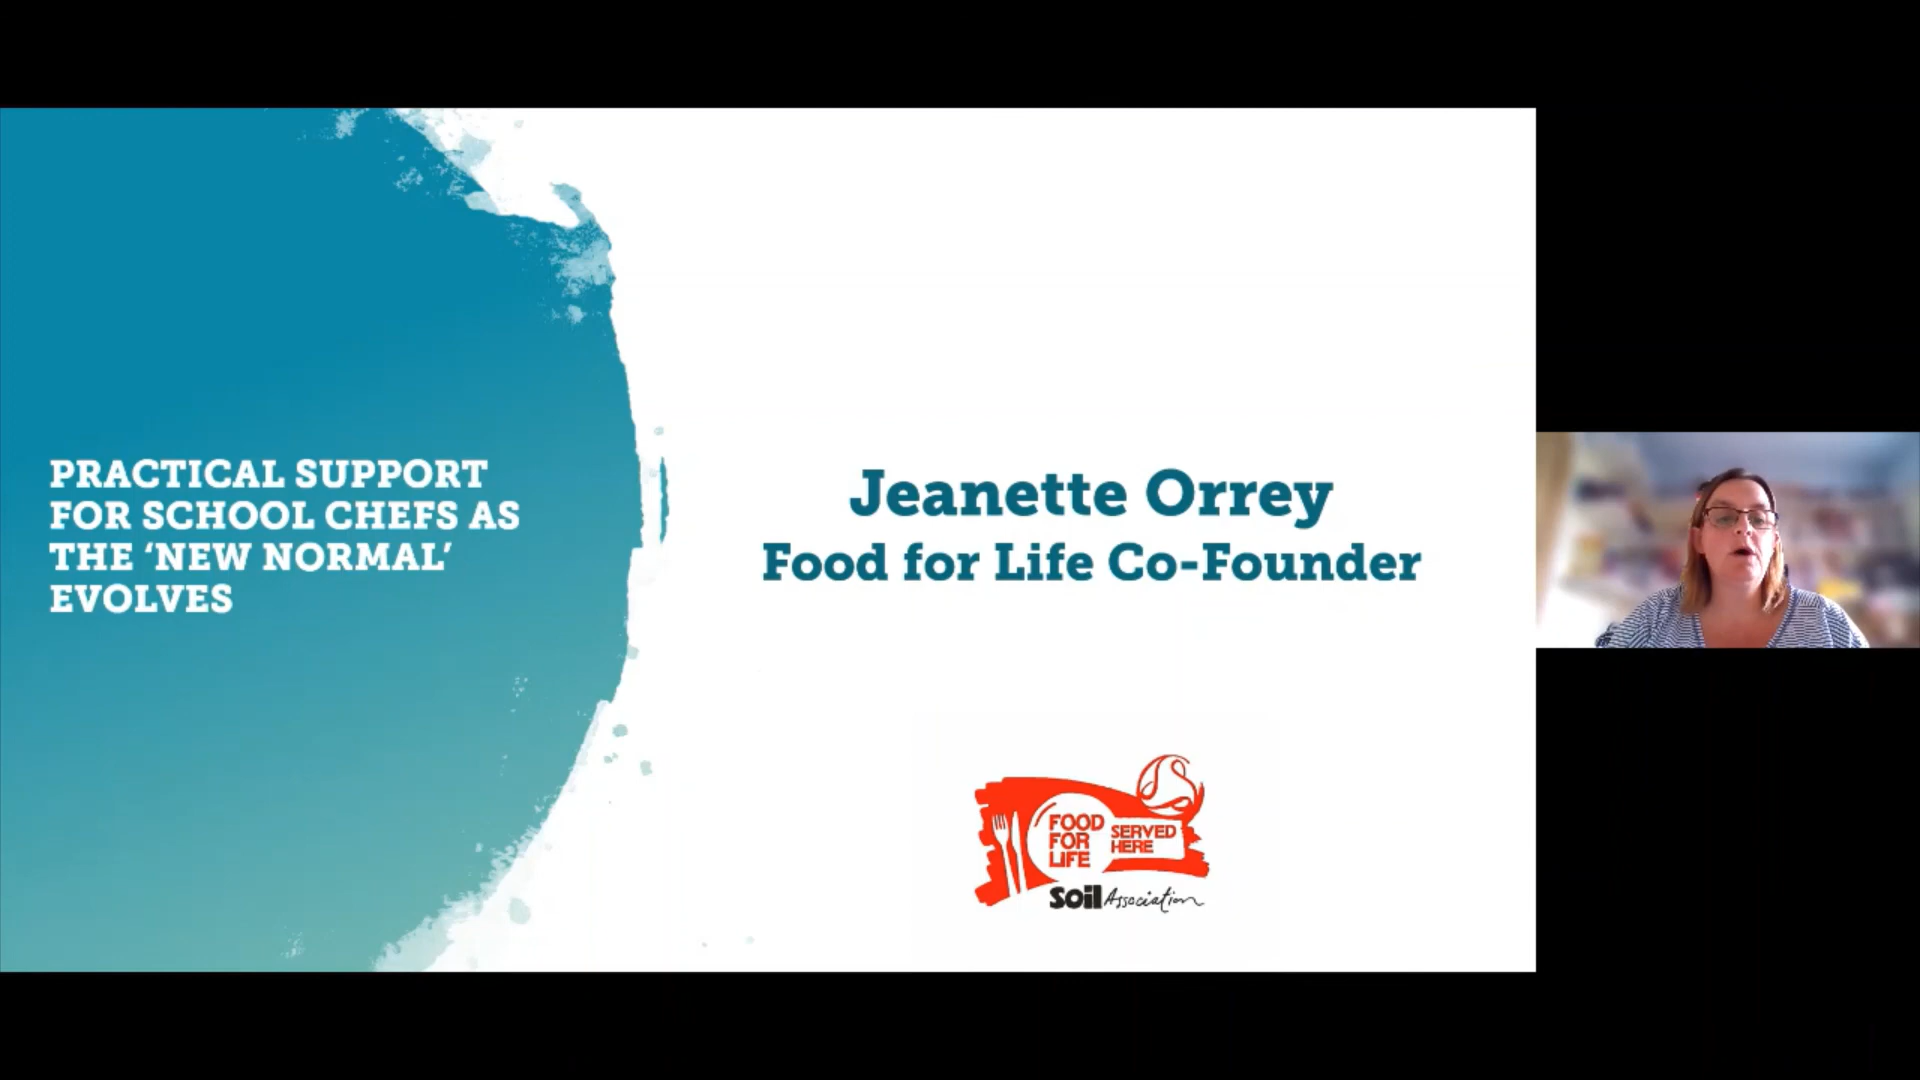 PRACTICAL SUPPORT
FOR SCHOOL CHEFS AS
THE ‘NEW NORMAL’
EVOLVES
Jeanette Orrey
Food for Life Co-Founder
FOOD
FOR
LIFE
SERVED
HERE
Soil Association